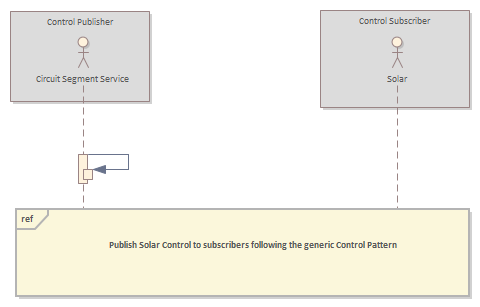 Control Publisher
Control Subscriber
Circuit Segment Service
Solar
ref
Publish Solar Control to subscribers following the generic Control Pattern